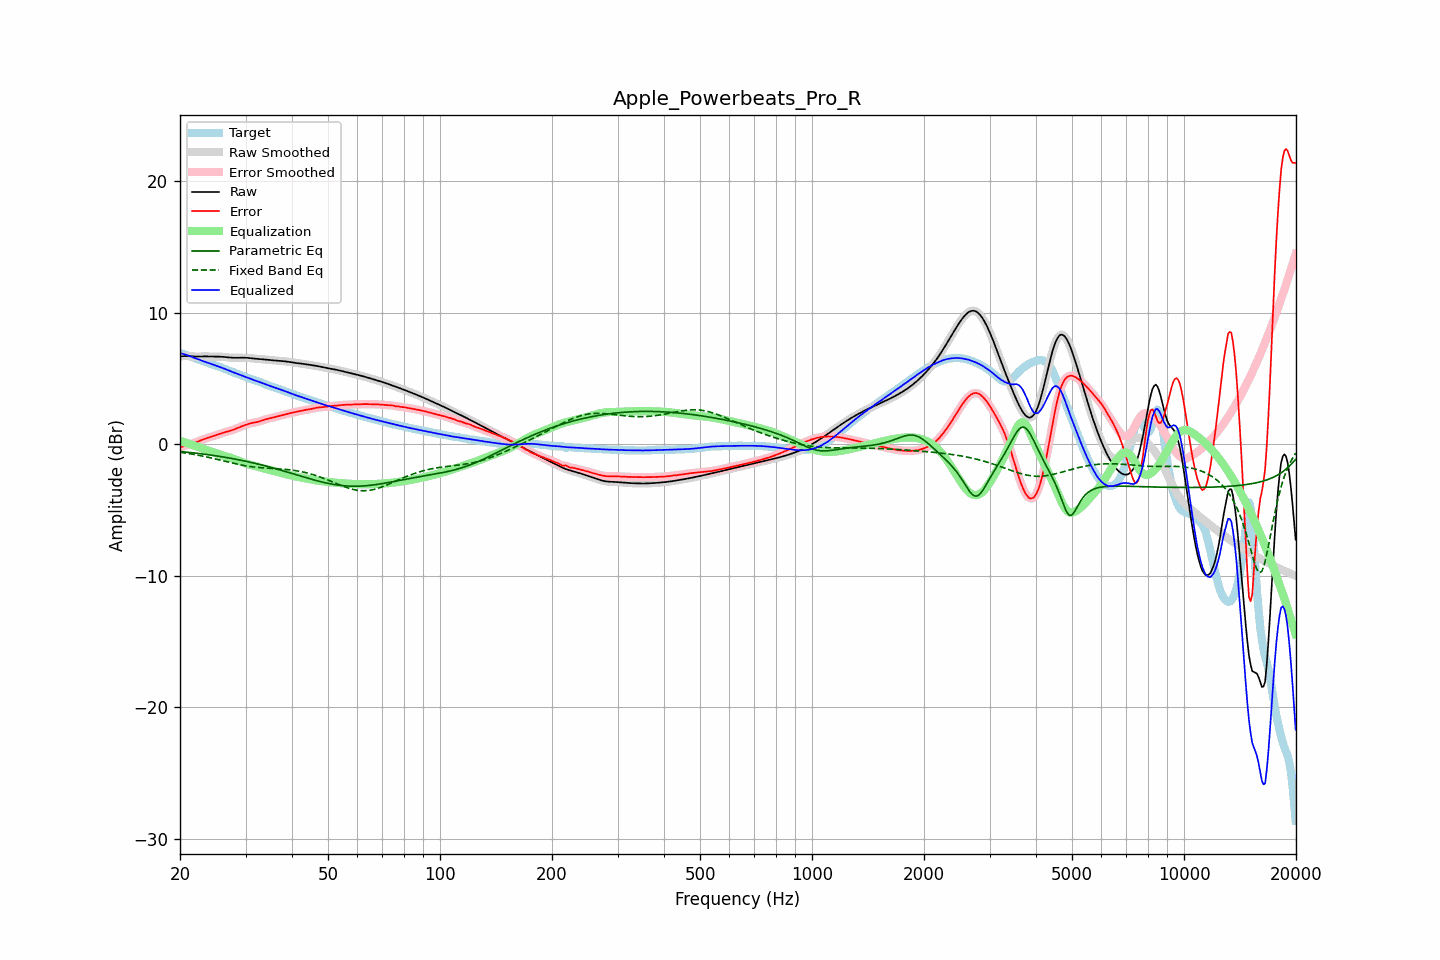 Apple_Powerbeats_Pro_R
Target
Raw Smoothed
Error Smoothed
Raw
Error
Equalization
Parametric Eq
Fixed Band Eq
Equalized
20
10
0
−10
−20
−30
Amplitude (dBr)
20
50
100
200
500
1000
2000
5000
10000
20000
Frequency (Hz)